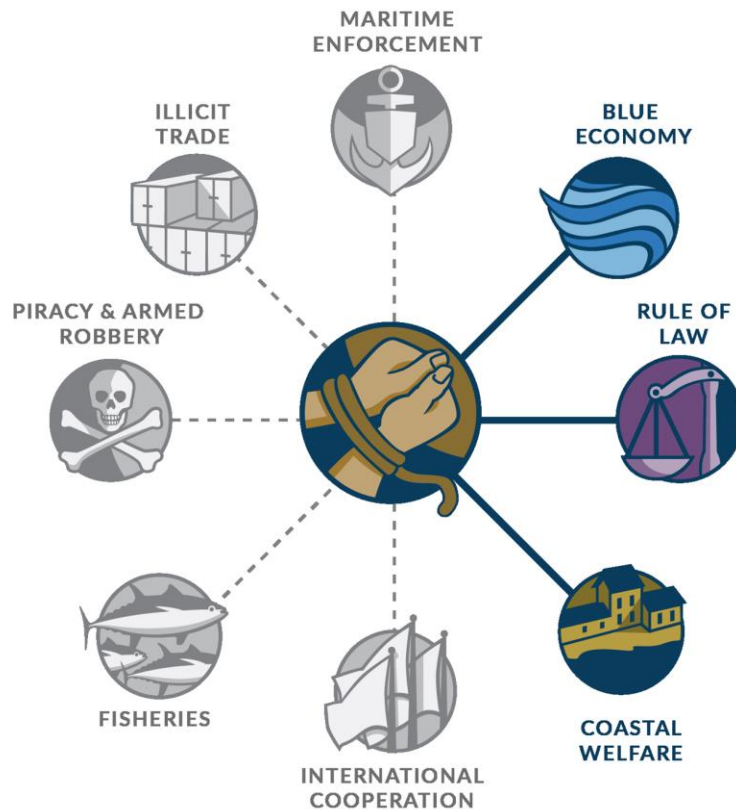 MARITIME
ENFORCEMENT
ILLICIT
TRADE
BLUE
ECONOMY
PIRACY & ARMED
ROBBERY
RULE OF
LAW
FISHERIES
COASTAL
WELFARE
INTERNATIONAL
COOPERATION